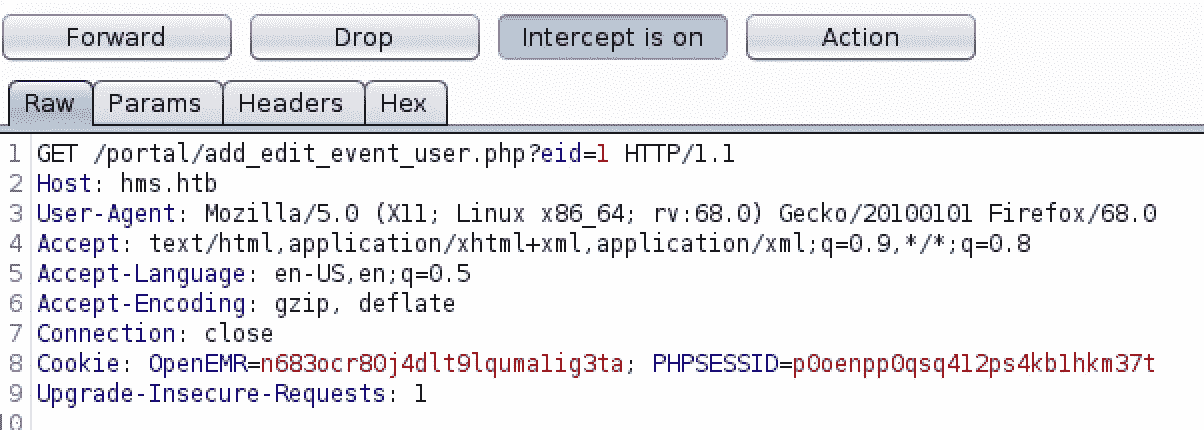 Forward Drop Intercept is on Action
Raw Params Headers Hex
1 GET /portal/add_edit_event_user.php?eid=1 HTTP/1.1
2 Host: hms.htb
3 User-Agent: Mozilla/5.0 (X11; Linux x86_64; rv:68.0) Gecko/20100101 Firefox/68.0
4 Accept: text/html,application/xhtml+xml,application/xml;q=0.9,*/*;q=0.8
5 Accept-Language: en-US,en;q=0.5
6 Accept-Encoding: gzip, deflate
7 Connection: close
8 Cookie: OpenEMR=n683ocr80j4dlt9lquma1ig3ta; PHPSESSID=p0oenpp0qsq4l2ps4kb1hkm37t
9 Upgrade-Insecure-Requests: 1
10